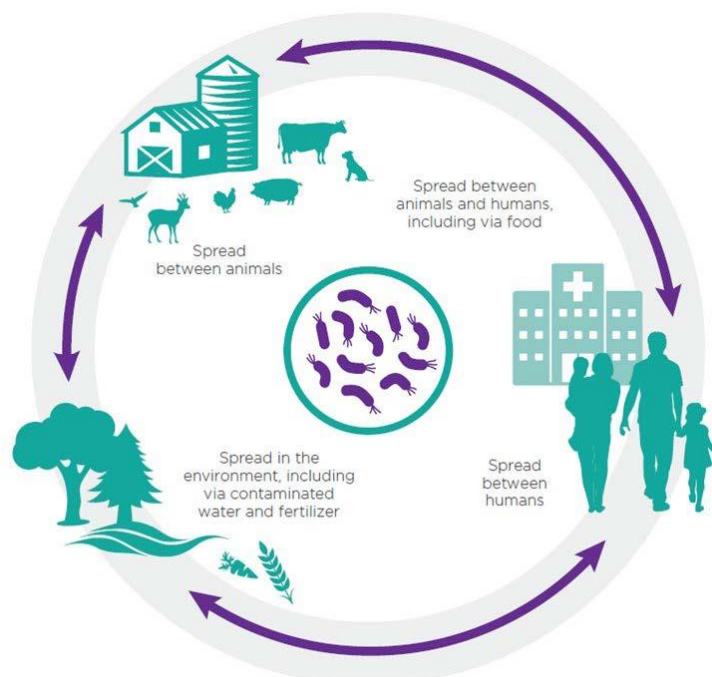 Spread between
animals and humans,
including via food
Spread
between animals
Spread in the
environment, including
via contaminated
water and fertilizer
Spread
between
humans